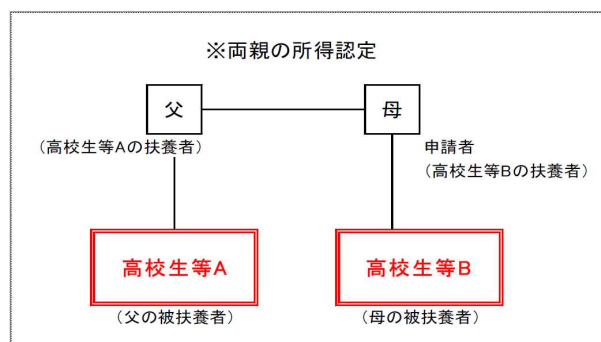 ※両親の所得認定
父
母
(高校生等Aの扶養者)
申請者
(高校生等Bの扶養者)
高校生等A
高校生等B
(父の被扶養者)
(母の被扶養者)